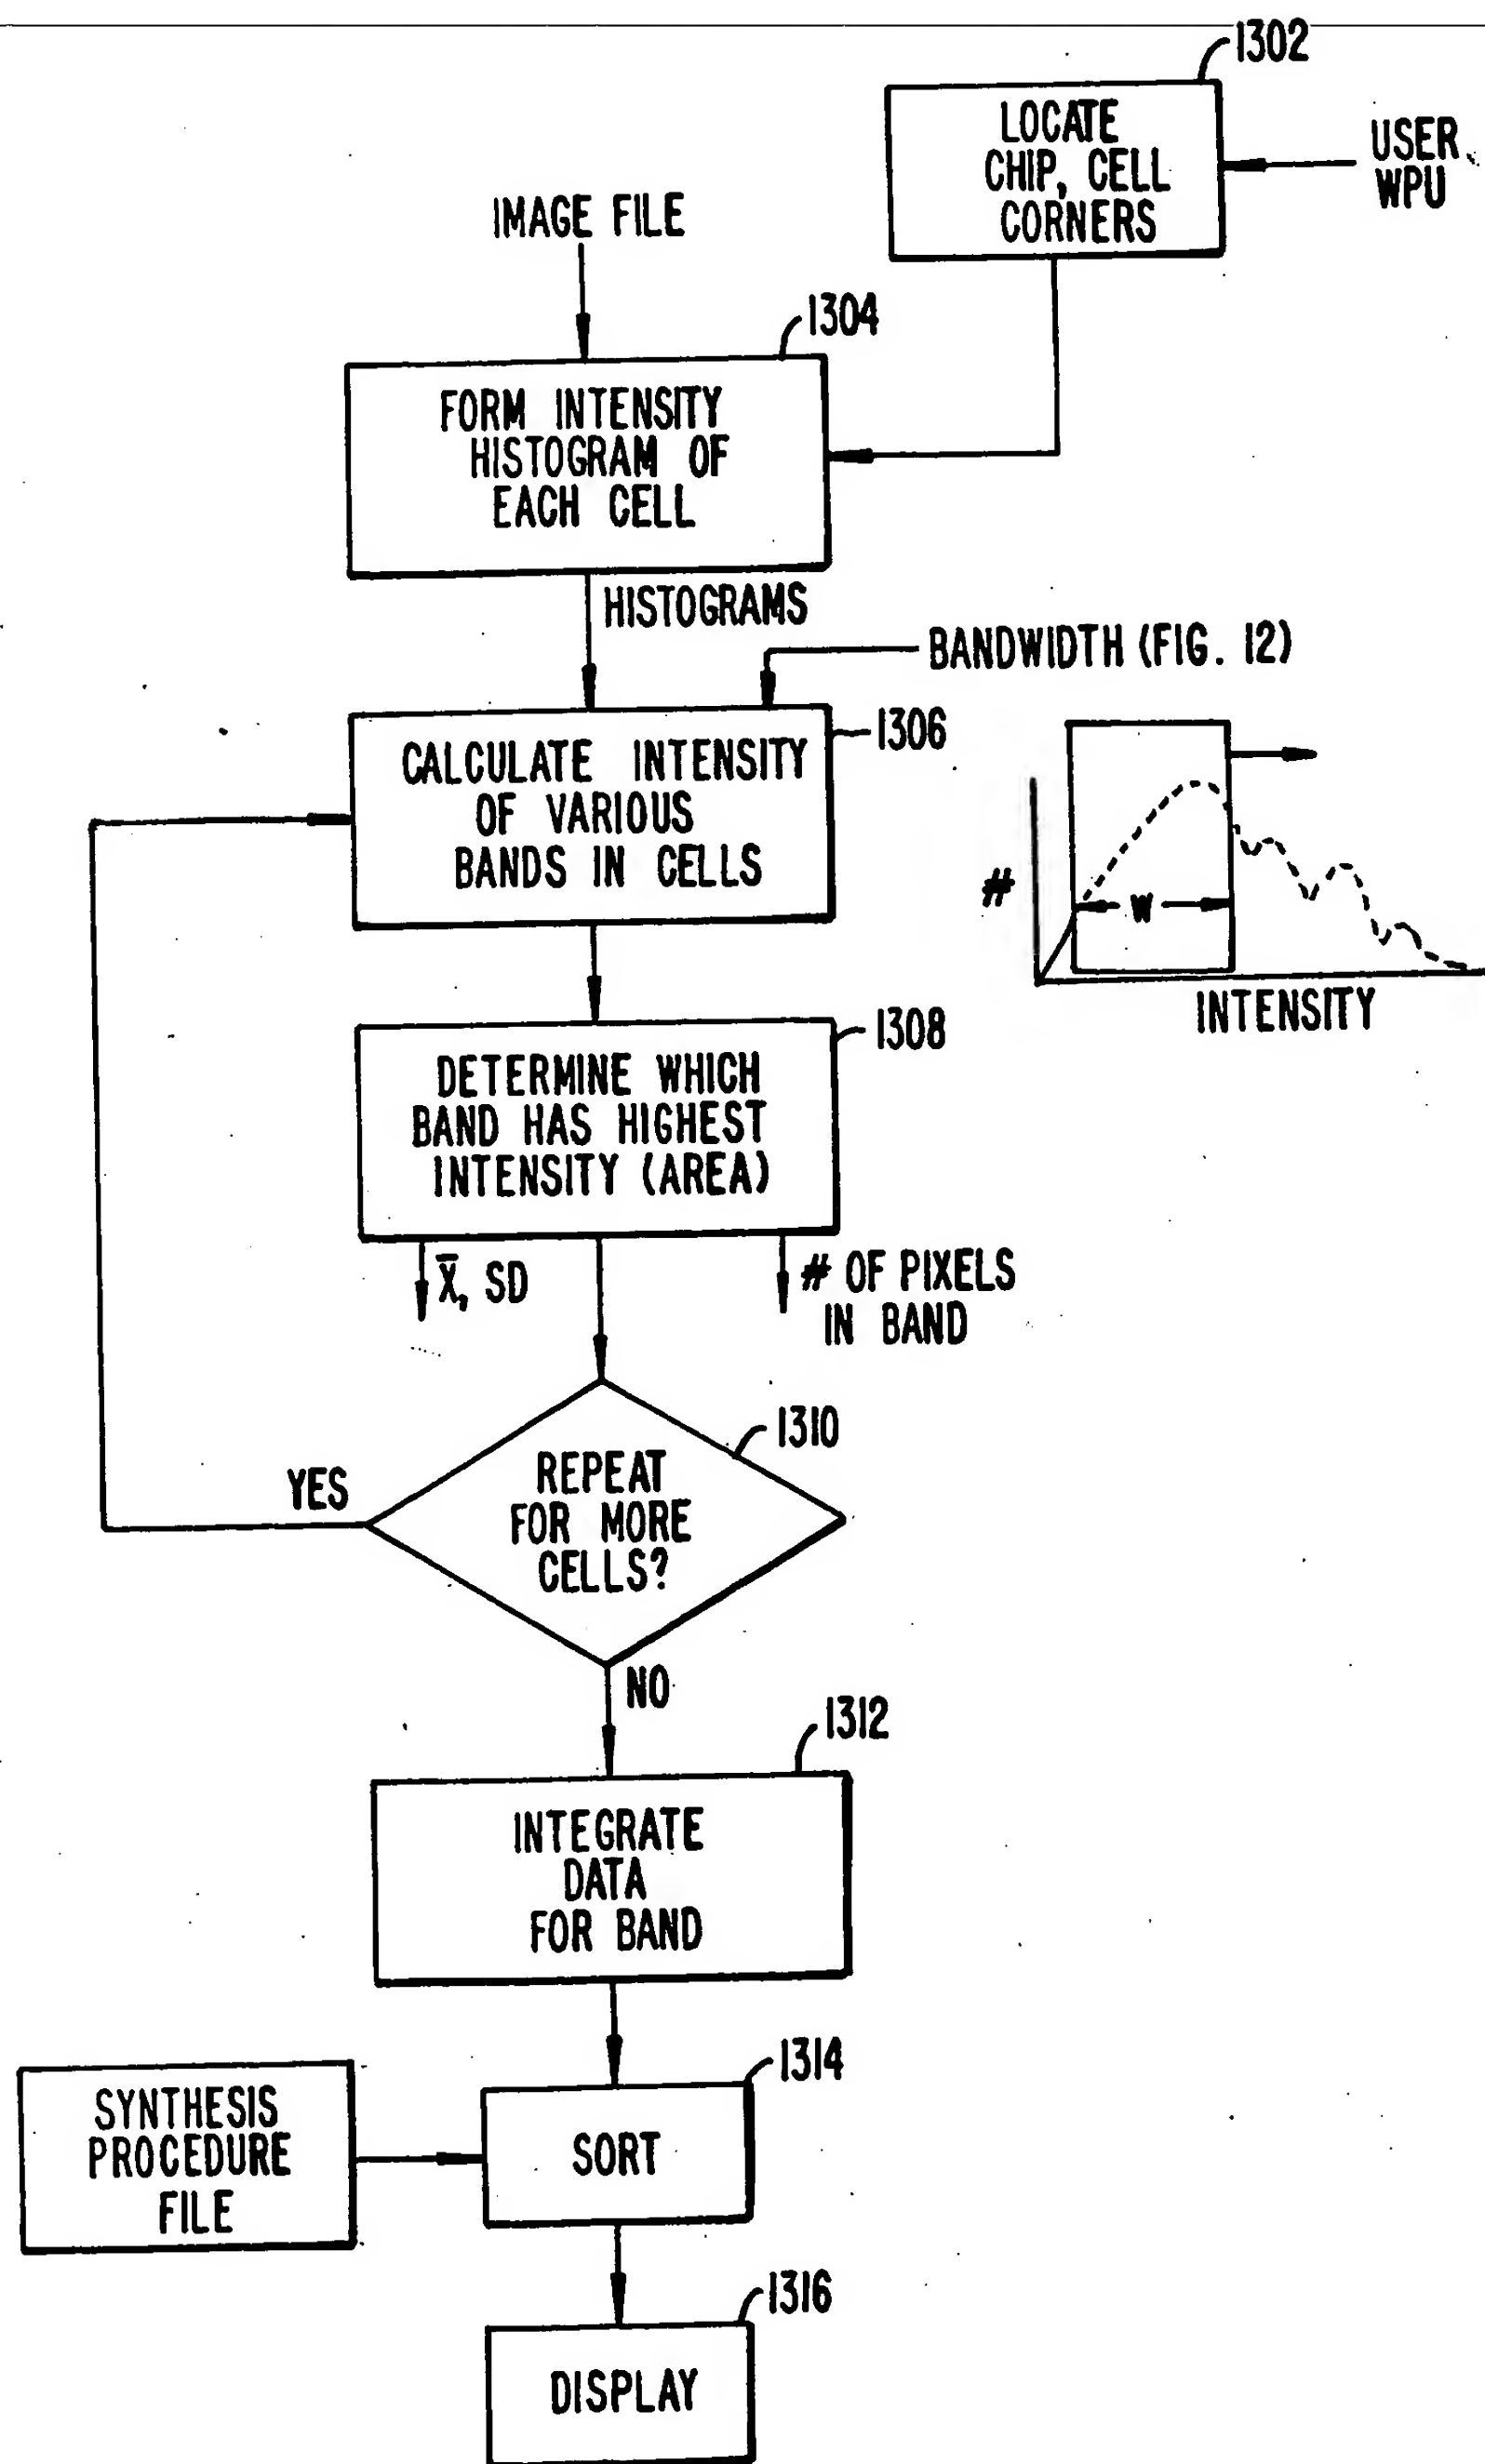 1302
LOCATE
CHIP, CELL
CORNERS
USER
WPU
IMAGE FILE
1304
FORM INTENSITY
HISTOGRAM OF
EACH CELL
HISTOGRAMS
BANDWIDTH (FIG. 12)
1306
CALCULATE INTENSITY
OF VARIOUS
BANDS IN CELLS
#
W
INTENSITY
1308
DETERMINE WHICH
BAND HAS HIGHEST
INTENSITY (AREA)
X̄, SD
# OF PIXELS
IN BAND
1310
REPEAT
FOR MORE
CELLS?
YES
NO
1312
INTEGRATE
DATA
FOR BAND
1314
SYNTHESIS
PROCEDURE
FILE
SORT
1316
DISPLAY